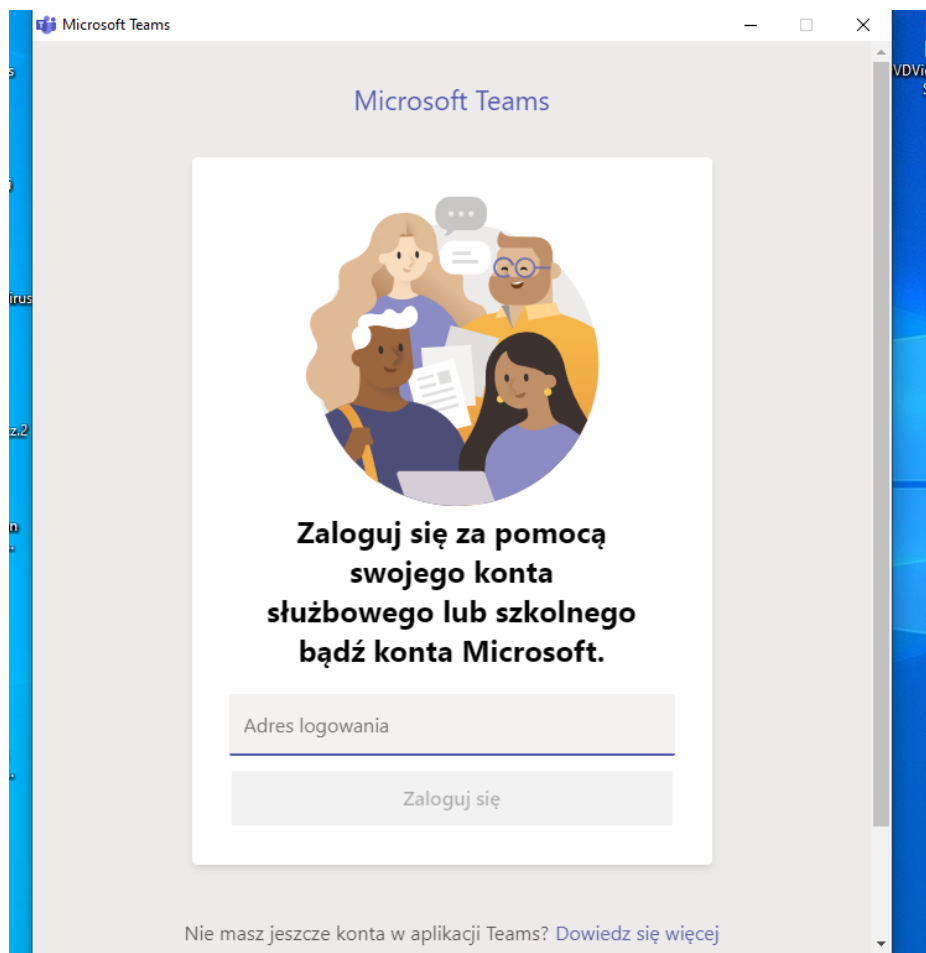 Microsoft Teams
Microsoft Teams
Zaloguj się za pomocą
swojego konta
służbowego lub szkolnego
bądź konta Microsoft.
Adres logowania
Zaloguj się
Nie masz jeszcze konta w aplikacji Teams? Dowiedz się więcej